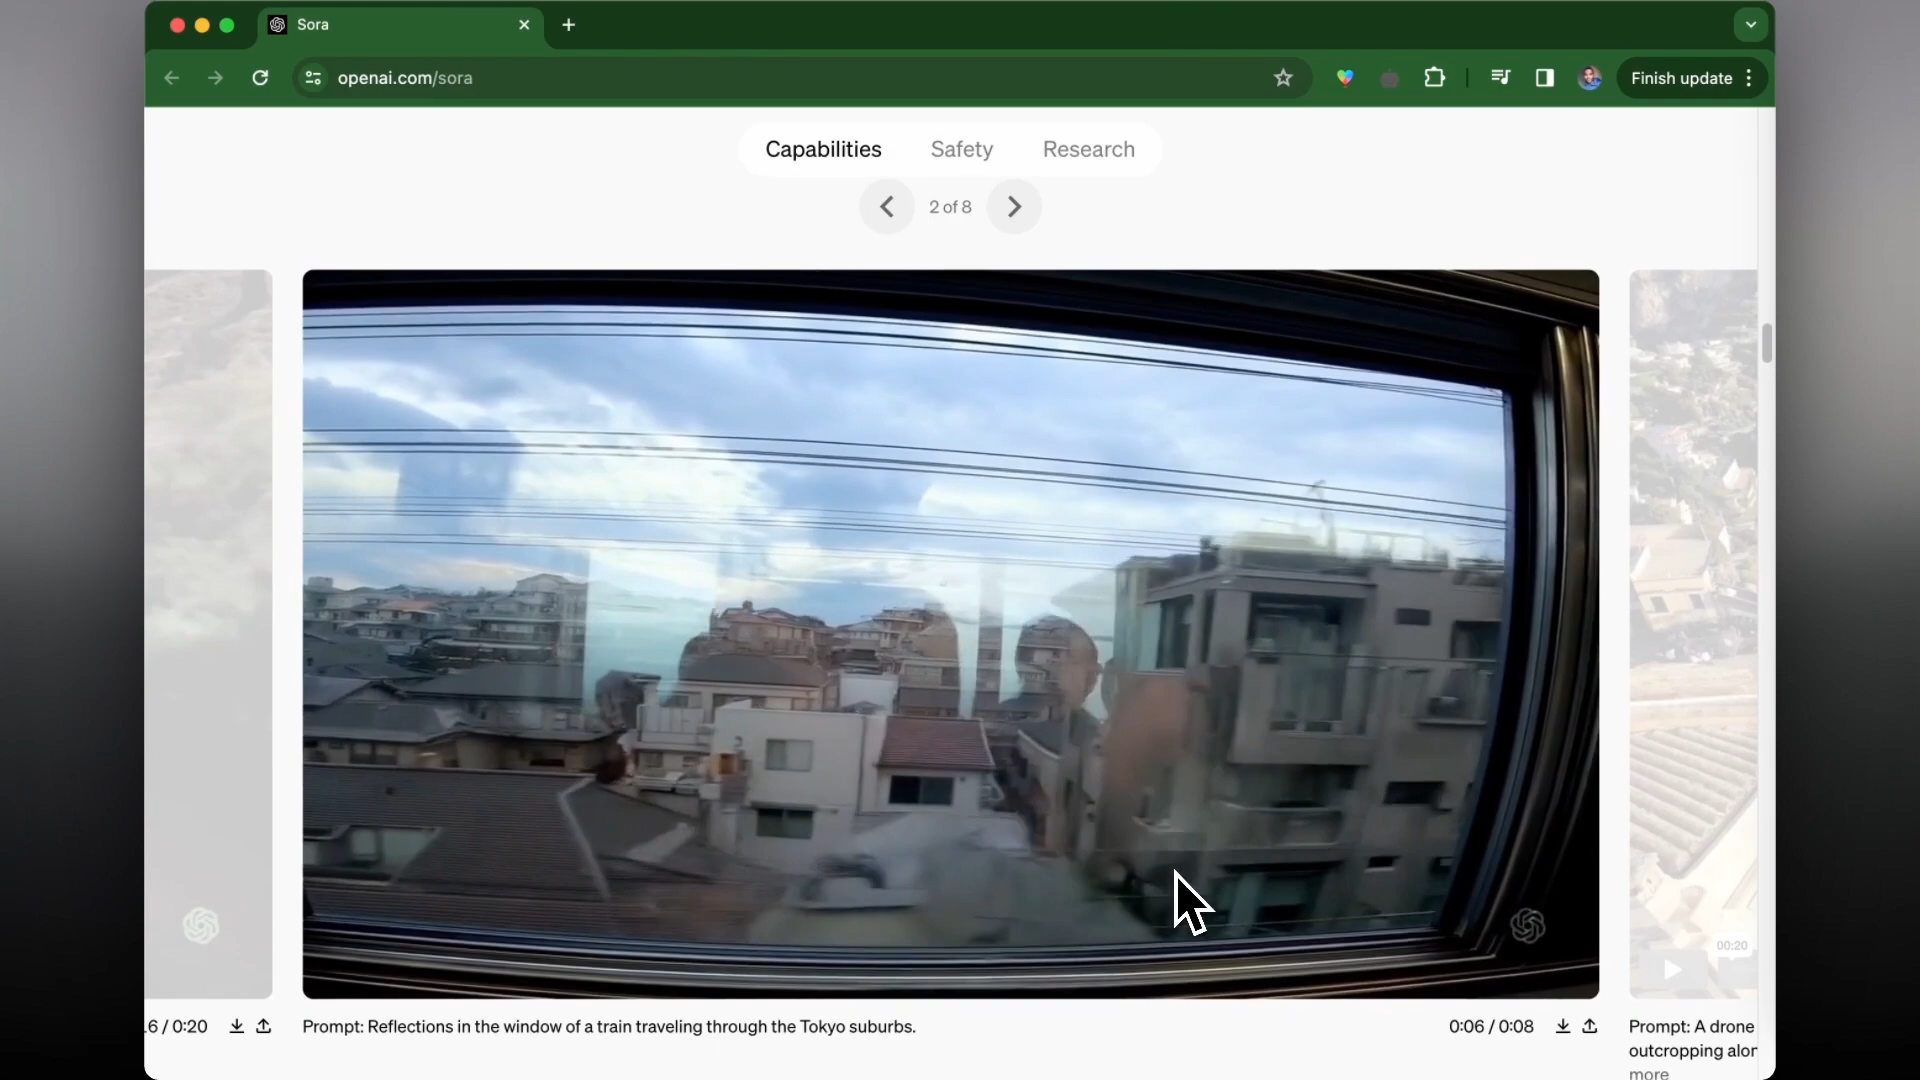 Sora
openai.com/sora
Finish update
Capabilities Safety Research
2 of 8
00:20
6 / 0:20
Prompt: Reflections in the window of a train traveling through the Tokyo suburbs.
0:06 / 0:08
Prompt: A drone
outcropping alor
more